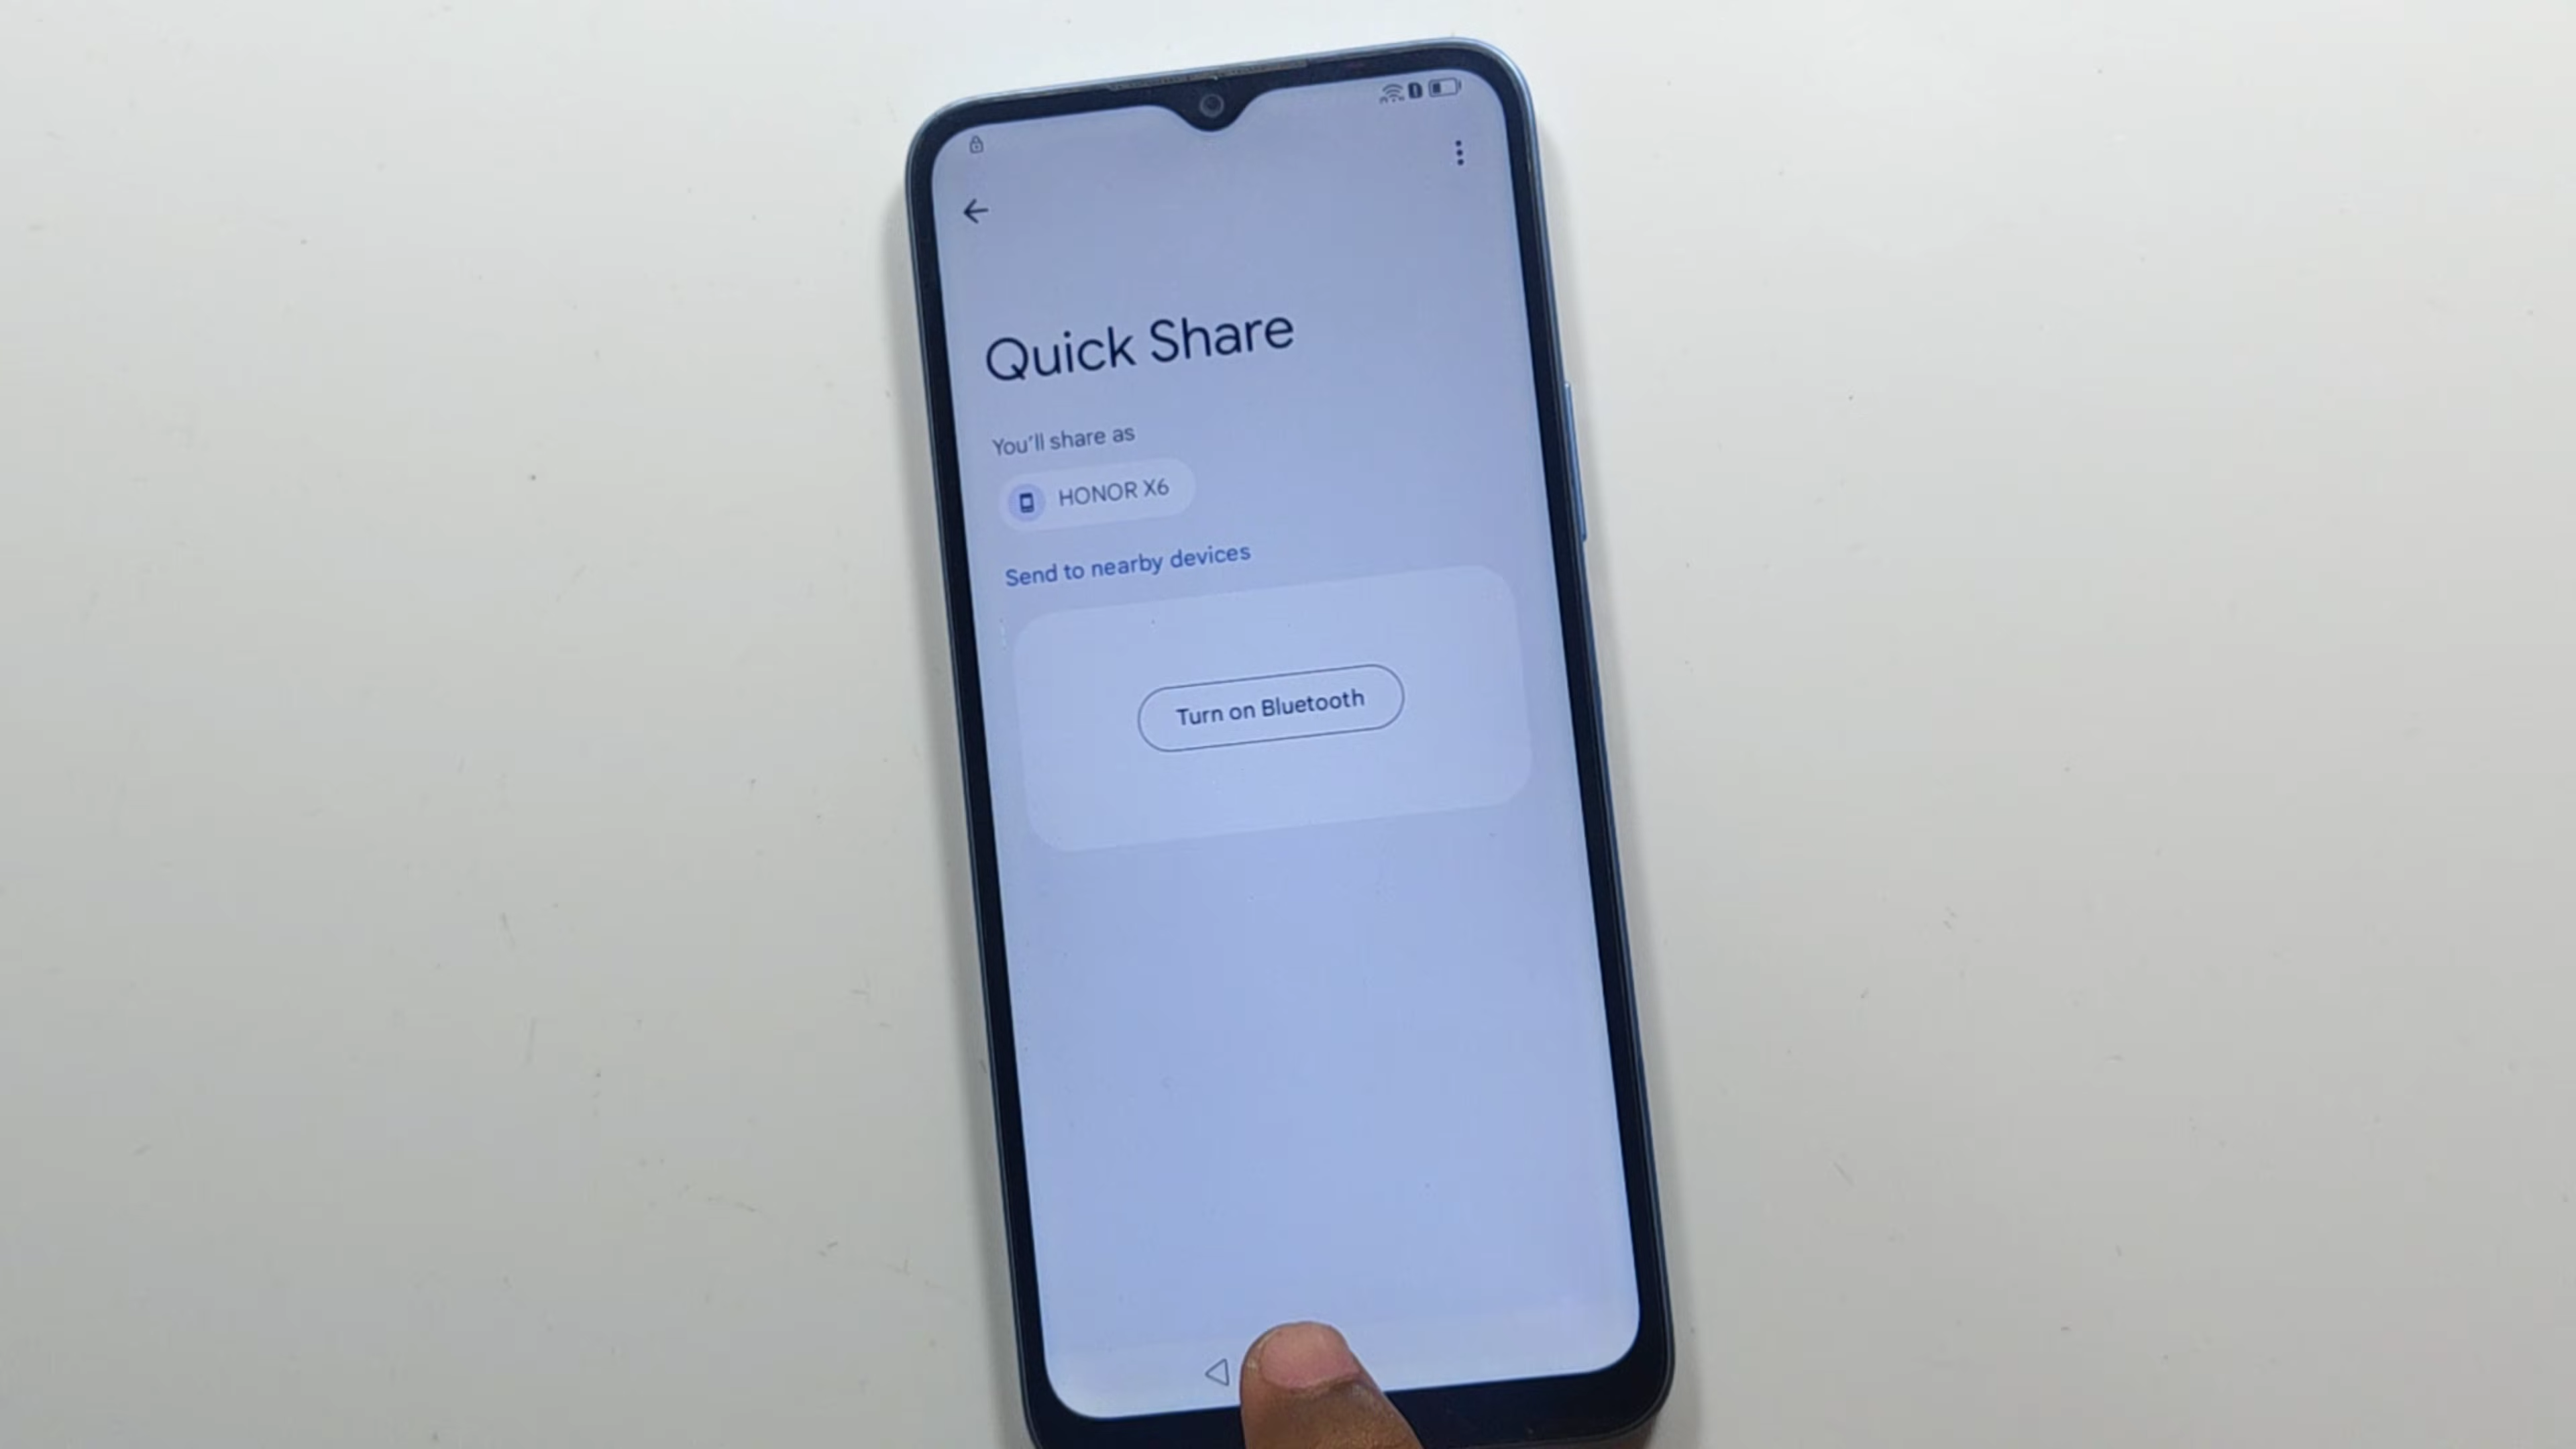 Quick Share
You'll share as
HONOR X6
Send to nearby devices
Turn on Bluetooth